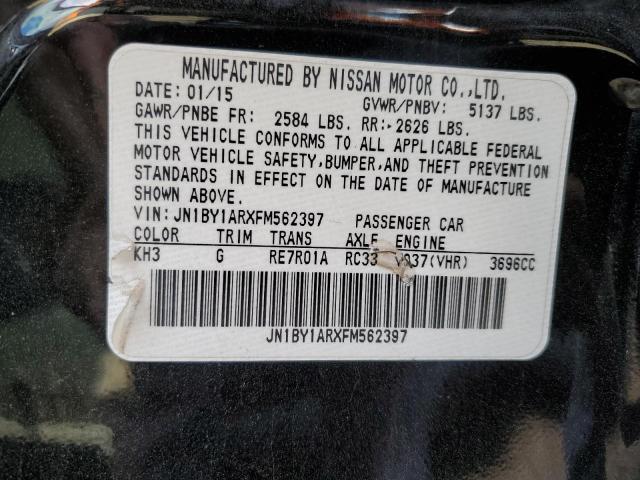 MANUFACTURED BY NISSAN MOTOR CO.,LTD.
DATE: 01/15 GVWR/PNBV: 5137 LBS.
GAWR/PNBE FR: 2584 LBS. RR: 2626 LBS.
THIS VEHICLE CONFORMS TO ALL APPLICABLE FEDERAL
MOTOR VEHICLE SAFETY,BUMPER,AND THEFT PREVENTION
STANDARDS IN EFFECT ON THE DATE OF MANUFACTURE
SHOWN ABOVE.
VIN:JN1BY1ARXFM562397 PASSENGER CAR
COLOR TRIM TRANS AXLE ENGINE
KH3 G RE7R01A RC33 VQ37(VHR) 3696CC
JN1BY1ARXFM562397